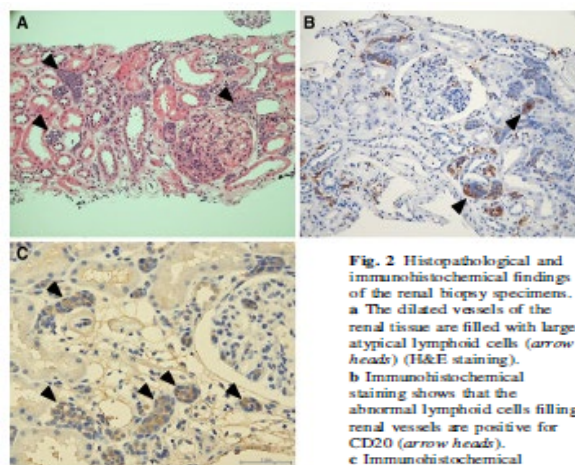 A
B
C
Fig. 2 Histopathological and
immunohistochemical findings
of the renal biopsy specimens.
a The dilated vessels of the
renal tissue are filled with large
atypical lymphoid cells (arrow
heads) (H&E staining).
b Immunohistochemical
staining shows that the
abnormal lymphoid cells filling
renal vessels are positive for
CD20 (arrow heads).
c Immunohistochemical